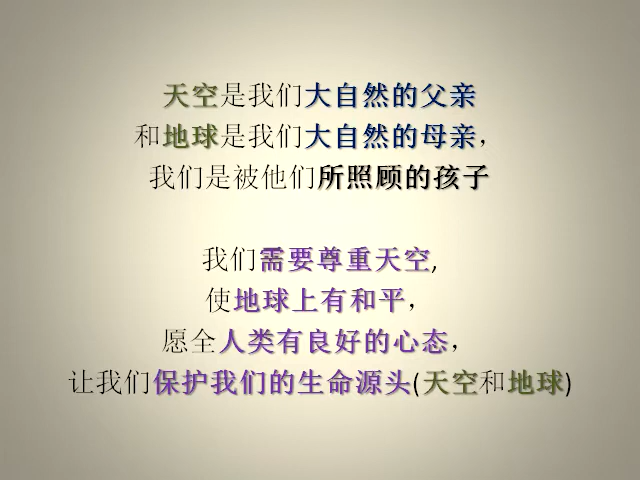 天空是我们大自然的父亲
和地球是我们大自然的母亲，
我们是被他们所照顾的孩子
我们需要尊重天空,
使地球上有和平，
愿全人类有良好的心态，
让我们保护我们的生命源头(天空和地球)